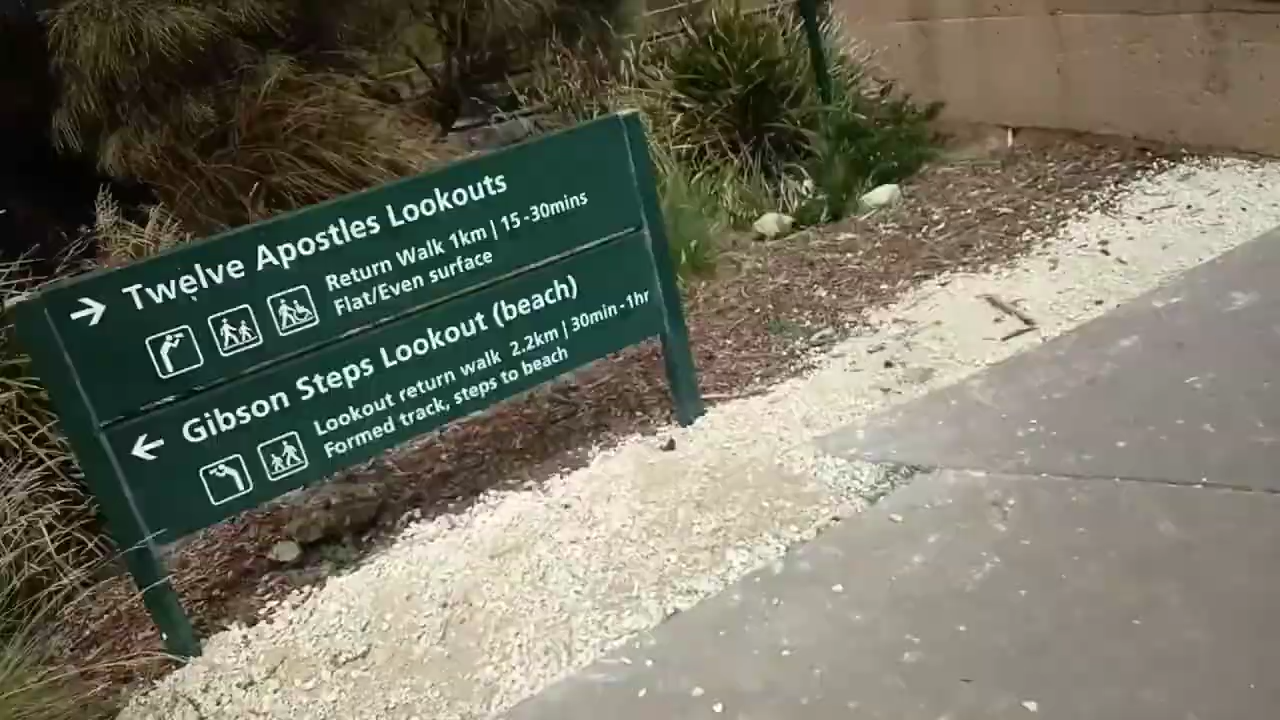 Twelve Apostles Lookouts
Return Walk 1km | 15-30mins
Flat/Even surface
Gibson Steps Lookout (beach)
Lookout return walk 2.2km | 30min-1hr
Formed track, steps to beach